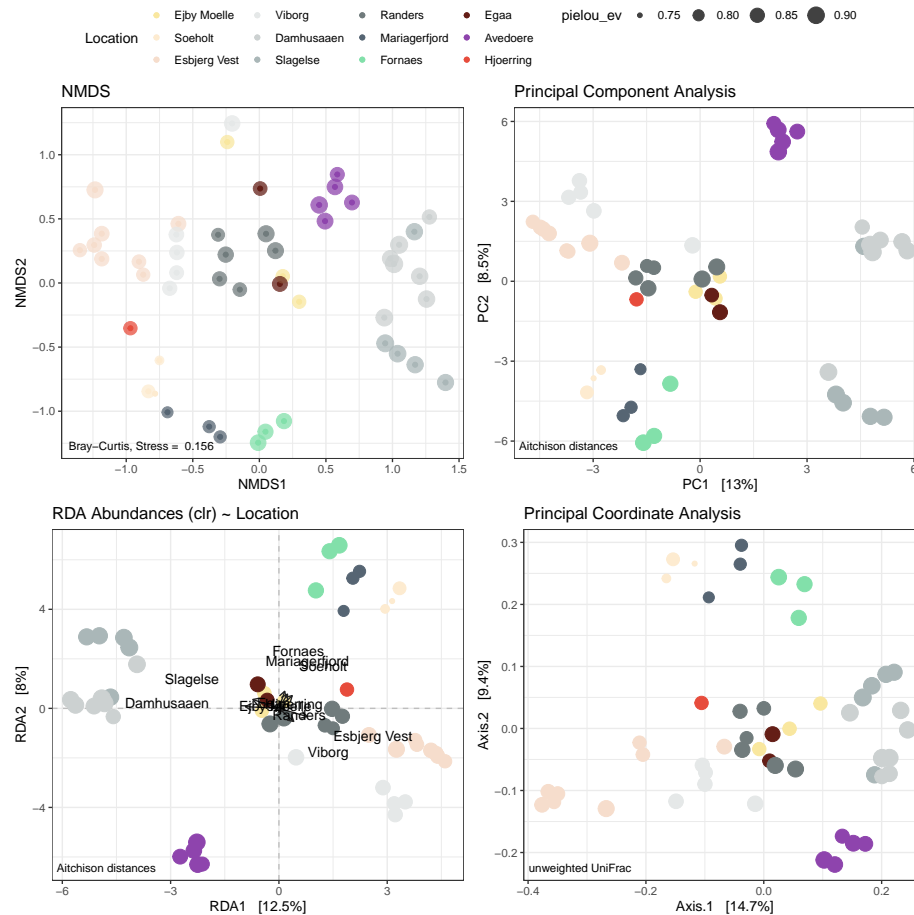 Location
Ejby Moelle
Soeholt
Esbjerg Vest
Viborg
Damhusaaen
Slagelse
Randers
Mariagerfjord
Fornaes
Egaa
Avedoere
Hjoerring
pielou_ev 0.75 0.80 0.85 0.90
NMDS
1.0
0.5
0.0
−0.5
−1.0
NMDS2
Bray−Curtis, Stress = 0.156
−1.0 −0.5 0.0 0.5 1.0 1.5
NMDS1
Principal Component Analysis
6
3
0
−3
−6
PC2 [8.5%]
Aitchison distances
−3 0 3 6
PC1 [13%]
RDA Abundances (clr) ~ Location
4
0
−4
RDA2 [8%]
Fornaes
Mariagerfjord
Soeholt
Slagelse
Damhusaaen
Randers
Esbjerg Vest
Viborg
Aitchison distances
−6 −3 0 3
RDA1 [12.5%]
Principal Coordinate Analysis
0.3
0.2
0.1
0.0
−0.1
−0.2
Axis.2 [9.4%]
unweighted UniFrac
−0.4 −0.2 0.0 0.2
Axis.1 [14.7%]